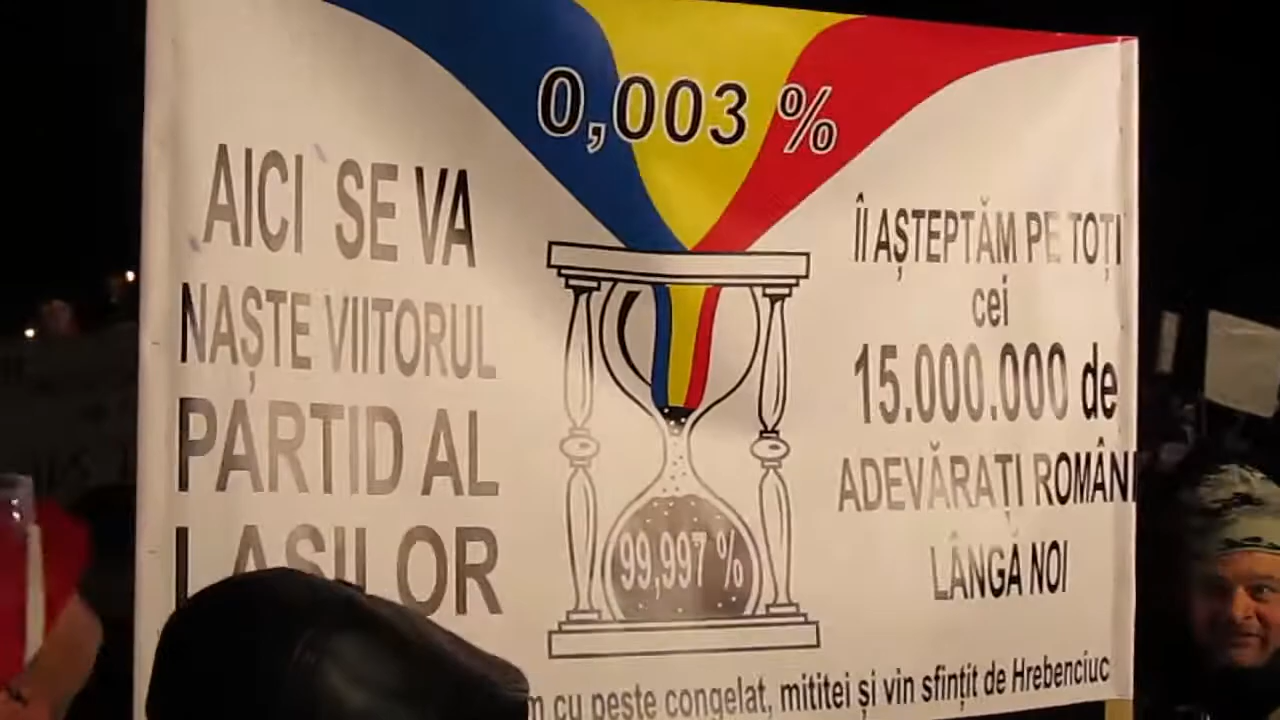 0,003 %
AICI SE VA
NAȘTE VIITORUL
PARTID AL
LAȘILOR
99,997 %
ÎI AȘTEPTĂM PE TOȚI
cei
15.000.000 de
ADEVĂRAȚI ROMÂNI
LÂNGĂ NOI
cu pește congelat, mititei și vin sfințit de Hrebenciuc